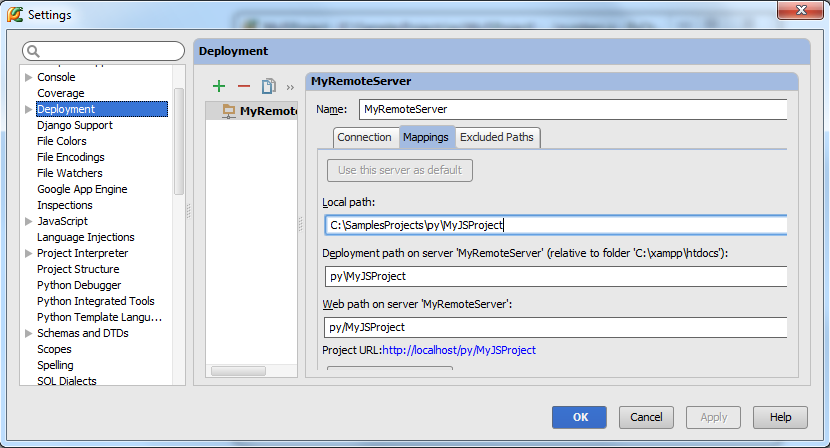 Settings
Console
Coverage
Deployment
Django Support
File Colors
File Encodings
File Watchers
Google App Engine
Inspections
JavaScript
Language Injections
Project Interpreter
Project Structure
Python Debugger
Python Integrated Tools
Python Template Langu...
Schemas and DTDs
Scopes
Spelling
SQL Dialects
Deployment
»
MyRemote
MyRemoteServer
Name: MyRemoteServer
Connection Mappings Excluded Paths
Use this server as default
Local path:
C:\SamplesProjects\py\MyJSProject
Deployment path on server 'MyRemoteServer' (relative to folder 'C:\xampp\htdocs'):
py\MyJSProject
Web path on server 'MyRemoteServer':
py/MyJSProject
Project URL:http://localhost/py/MyJSProject
OK Cancel Apply Help